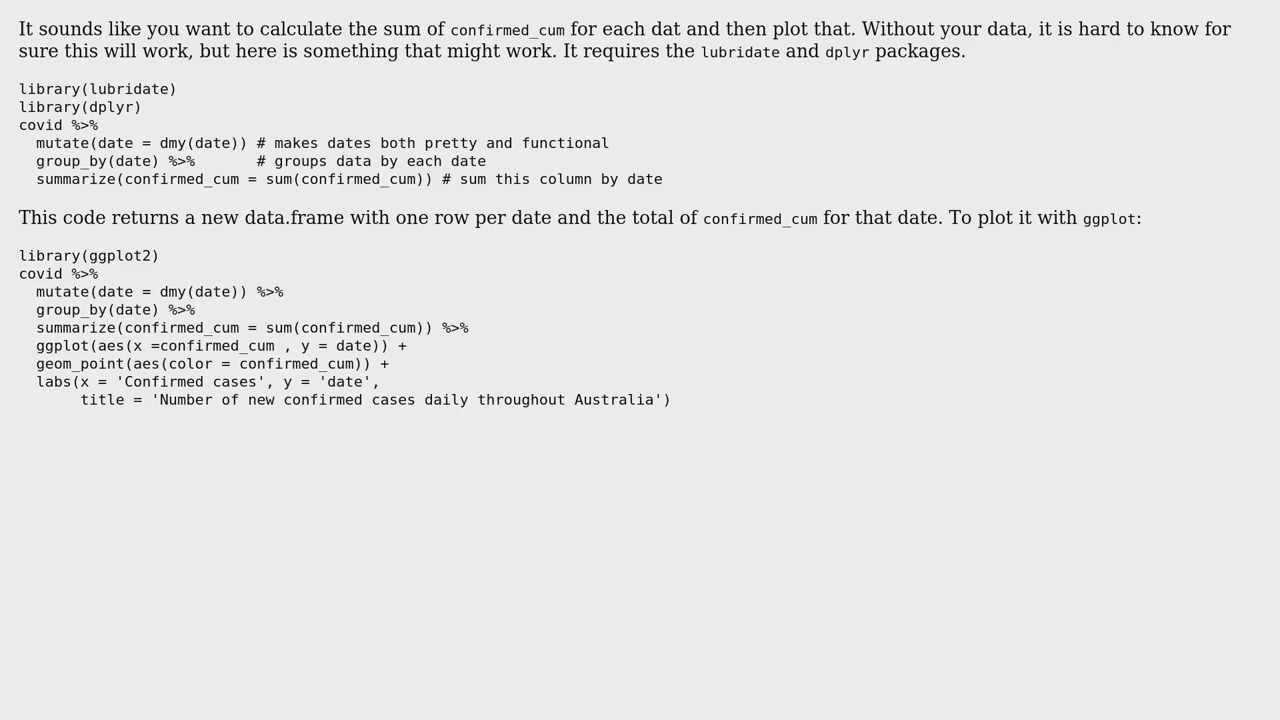 It sounds like you want to calculate the sum of confirmed_cum for each dat and then plot that. Without your data, it is hard to know for
sure this will work, but here is something that might work. It requires the lubridate and dplyr packages.
library(lubridate)
library(dplyr)
covid %>%
  mutate(date = dmy(date)) # makes dates both pretty and functional
  group_by(date) %>%       # groups data by each date
  summarize(confirmed_cum = sum(confirmed_cum)) # sum this column by date
This code returns a new data.frame with one row per date and the total of confirmed_cum for that date. To plot it with ggplot:
library(ggplot2)
covid %>%
  mutate(date = dmy(date)) %>%
  group_by(date) %>%
  summarize(confirmed_cum = sum(confirmed_cum)) %>%
  ggplot(aes(x =confirmed_cum , y = date)) +
  geom_point(aes(color = confirmed_cum)) +
  labs(x = 'Confirmed cases', y = 'date',
       title = 'Number of new confirmed cases daily throughout Australia')